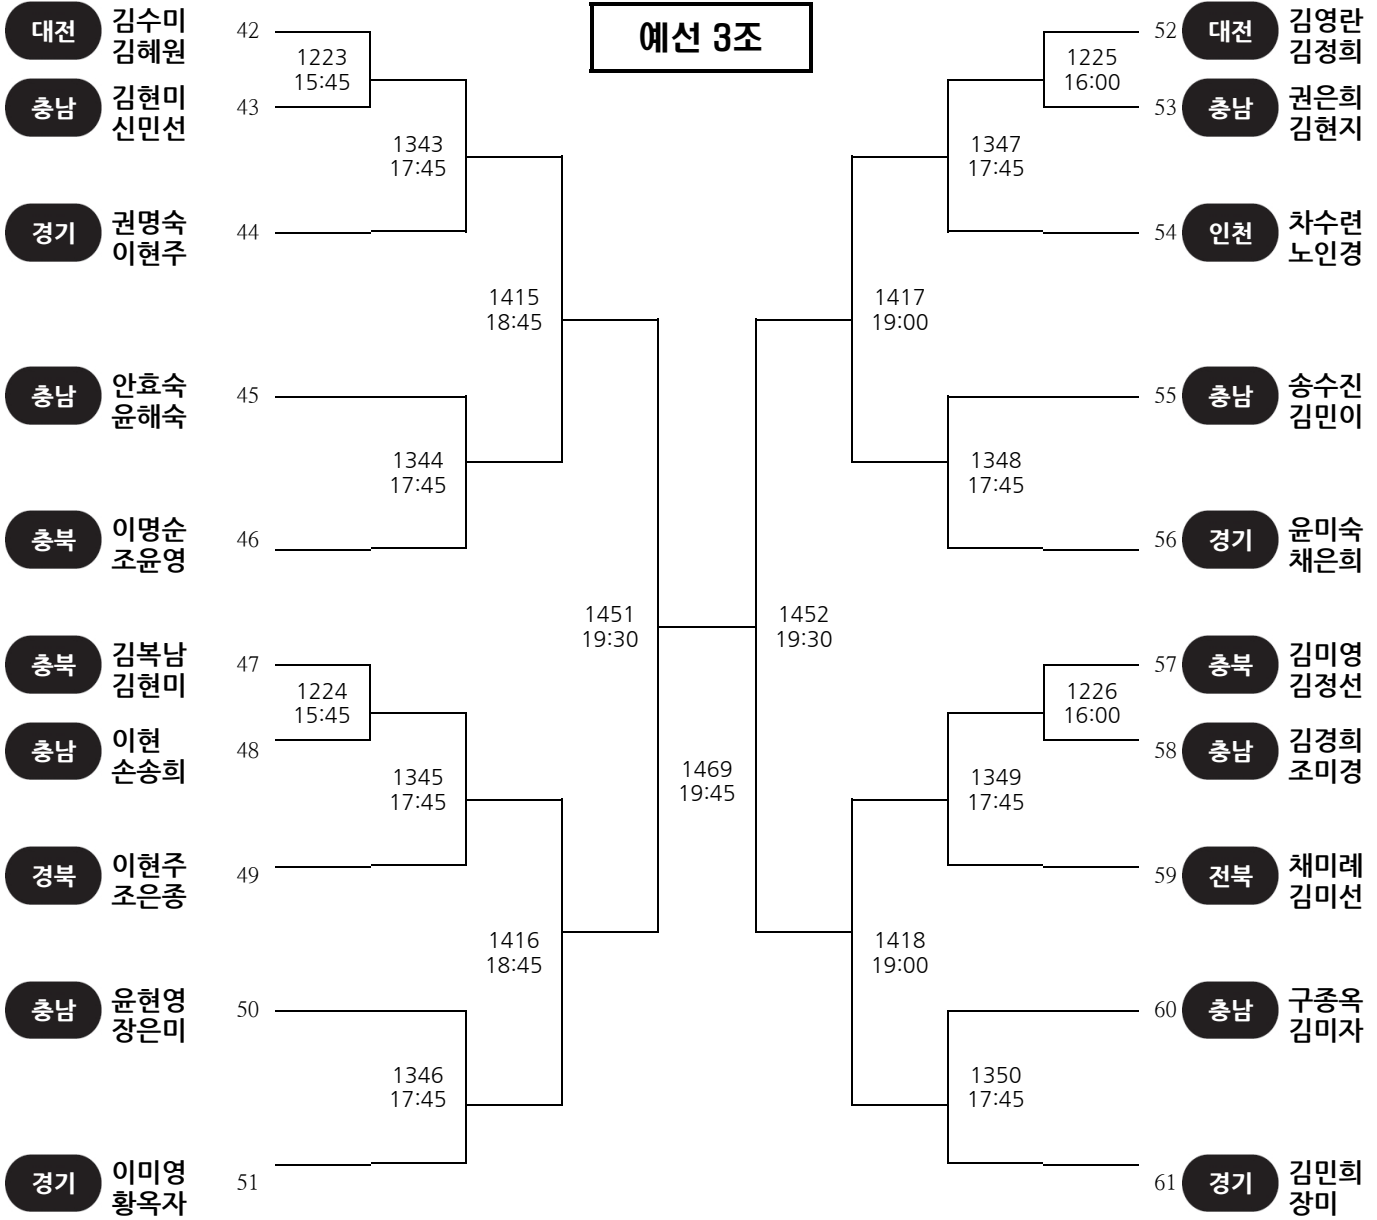 예선 3조
대전
김수미
김혜원
42
1223
15:45
충남
김현미
신민선
43
1343
17:45
경기
권명숙
이현주
44
1415
18:45
충남
안효숙
윤해숙
45
1344
17:45
충북
이명순
조윤영
46
1451
19:30
충북
김복남
김현미
47
1224
15:45
충남
이현
손송희
48
1345
17:45
경북
이현주
조은종
49
1416
18:45
충남
윤현영
장은미
50
1346
17:45
경기
이미영
황옥자
51
1469
19:45
52
대전
김영란
김정희
1225
16:00
53
충남
권은희
김현지
1347
17:45
54
인천
차수련
노인경
1417
19:00
55
충남
송수진
김민이
1348
17:45
56
경기
윤미숙
채은희
1452
19:30
57
충북
김미영
김정선
1226
16:00
58
충남
김경희
조미경
1349
17:45
59
전북
채미례
김미선
1418
19:00
60
충남
구종옥
김미자
1350
17:45
61
경기
김민희
장미